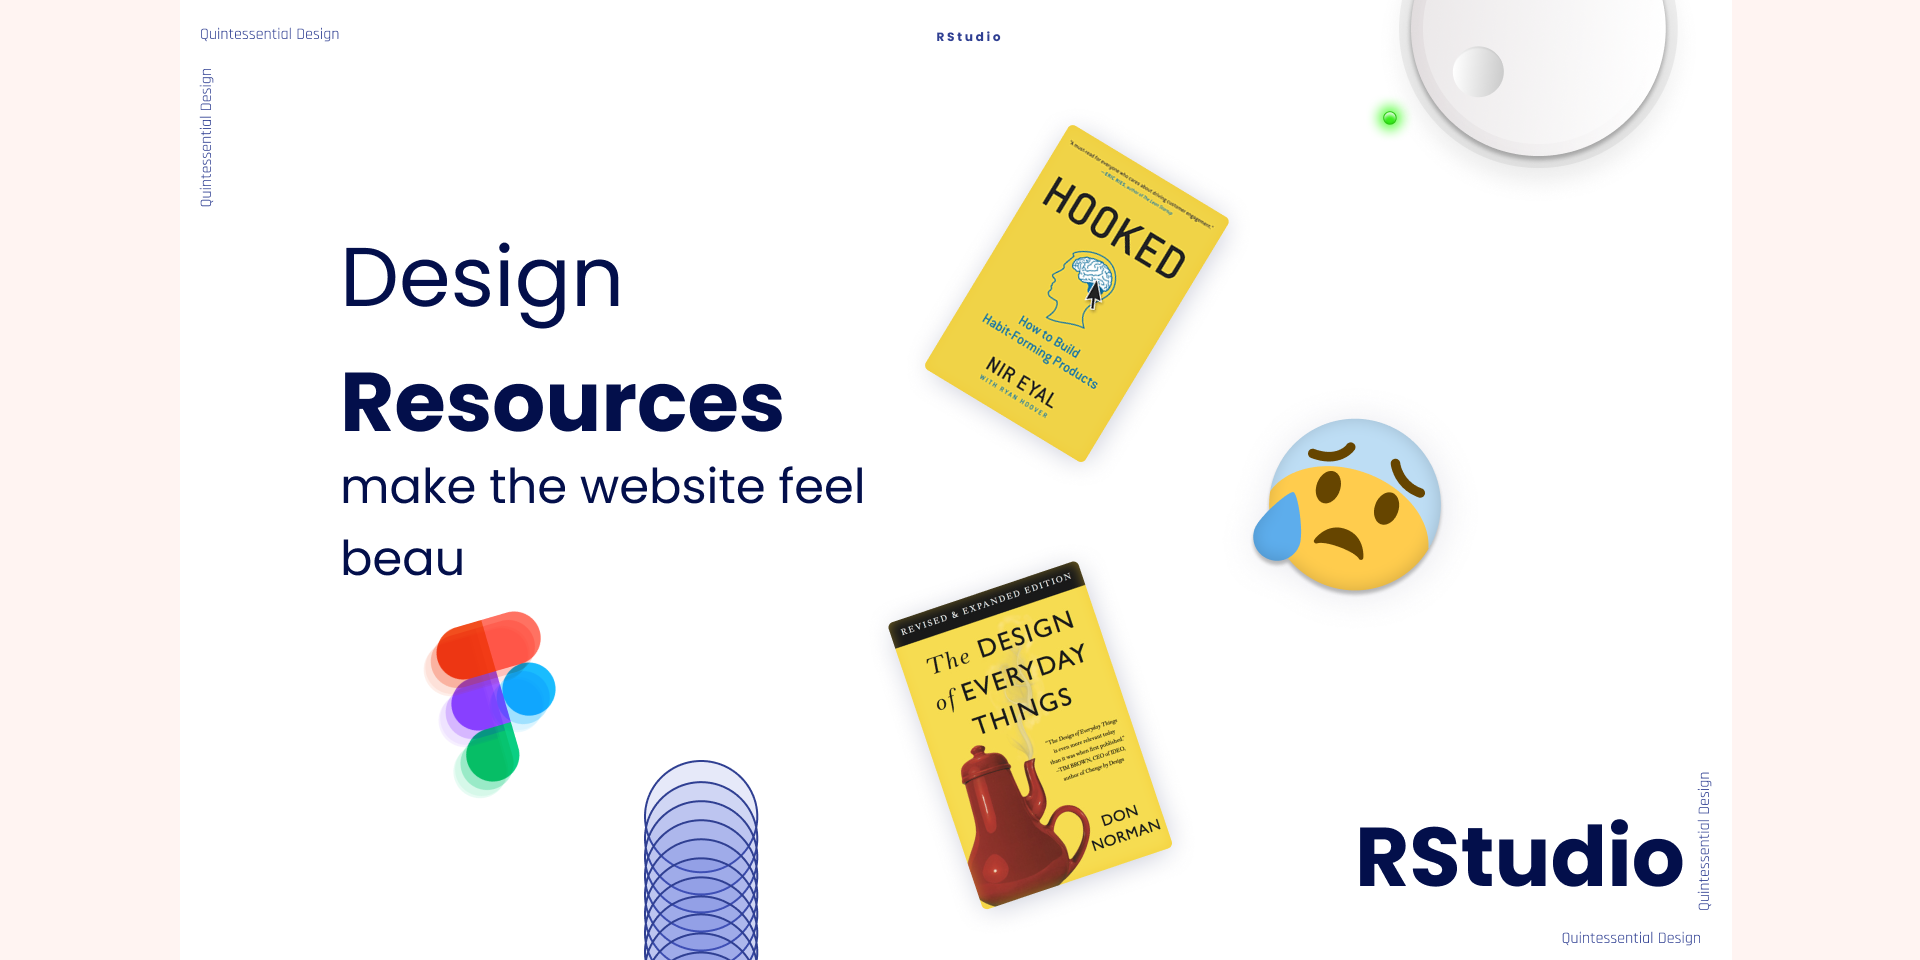 Quintessential Design
RStudio
Quintessential Design
Design
Resources
make the website feel
beau
"A must-read for everyone who cares about driving customer engagement."
—ERIC RIES, author of The Lean Startup
HOOKED
How to Build
Habit-Forming Products
NIR EYAL
WITH RYAN HOOVER
REVISED & EXPANDED EDITION
The DESIGN
of EVERYDAY
THINGS
"The Design of Everyday Things
is even more relevant today
than it was when first published."
–TIM BROWN, CEO of IDEO,
author of Change by Design
DON
NORMAN
RStudio
Quintessential Design
Quintessential Design